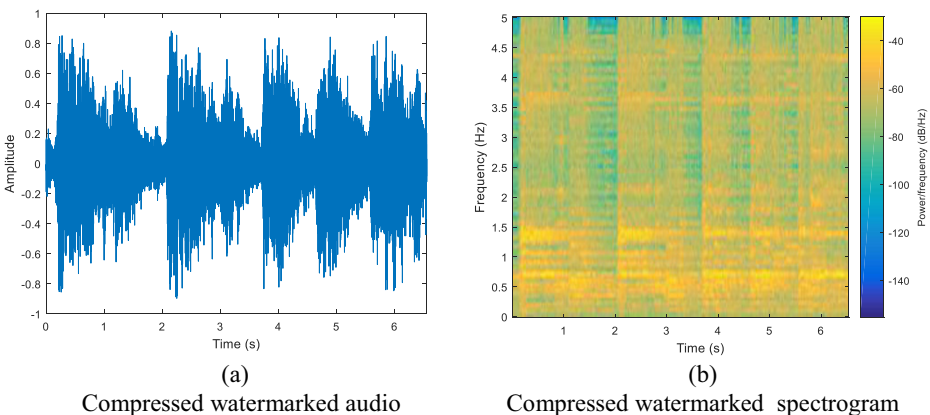 1
0.8
0.6
0.4
0.2
0
-0.2
-0.4
-0.6
-0.8
-1
Amplitude
0 1 2 3 4 5 6
Time (s)
(a)
Compressed watermarked audio
5
4.5
4
3.5
3
2.5
2
1.5
1
0.5
0
Frequency (Hz)
1 2 3 4 5 6
Time (s)
-40
-60
-80
-100
-120
-140
Power/frequency (dB/Hz)
(b)
Compressed watermarked spectrogram